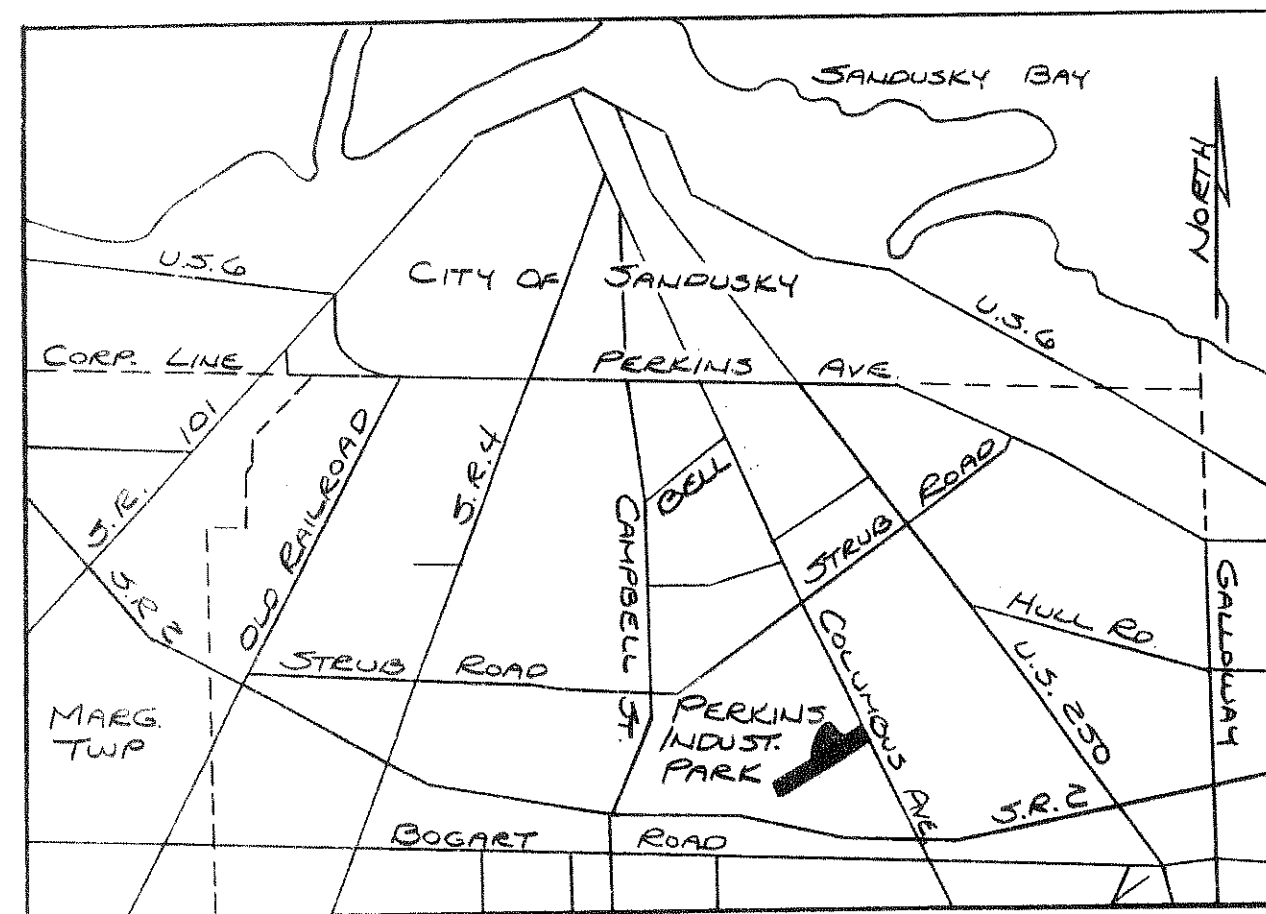 SANDUSKY BAY
NORTH
U.S.6
CITY OF SANDUSKY
U.S.6
CORP. LINE
PERKINS AVE.
S.R. 101
OLD RAILROAD
S.R.4
BELL
CAMPBELL ST.
STRUB ROAD
S.R.2
COLUMBUS AVE
HULL RD.
GALLOWAY
U.S. 250
STRUB ROAD
MARG.
TWP
PERKINS
INDUST.
PARK
S.R.2
BOGART ROAD